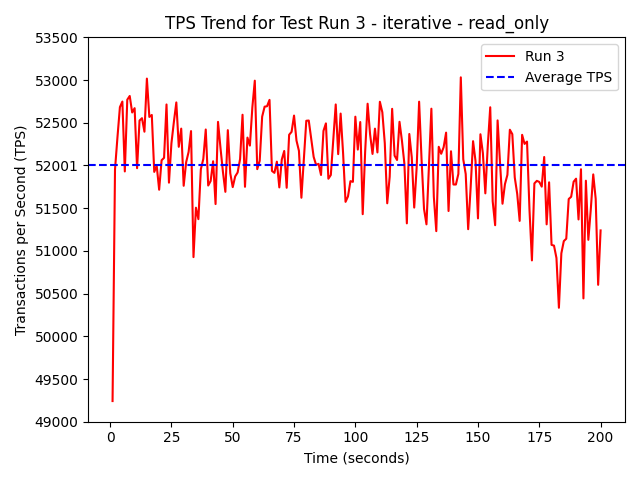 TPS Trend for Test Run 3 - iterative - read_only
Run 3
Average TPS
Transactions per Second (TPS)
53500
53000
52500
52001
51500
51000
50500
50000
49500
49000
0 25 50 75 100 125 150 175 200
Time (seconds)